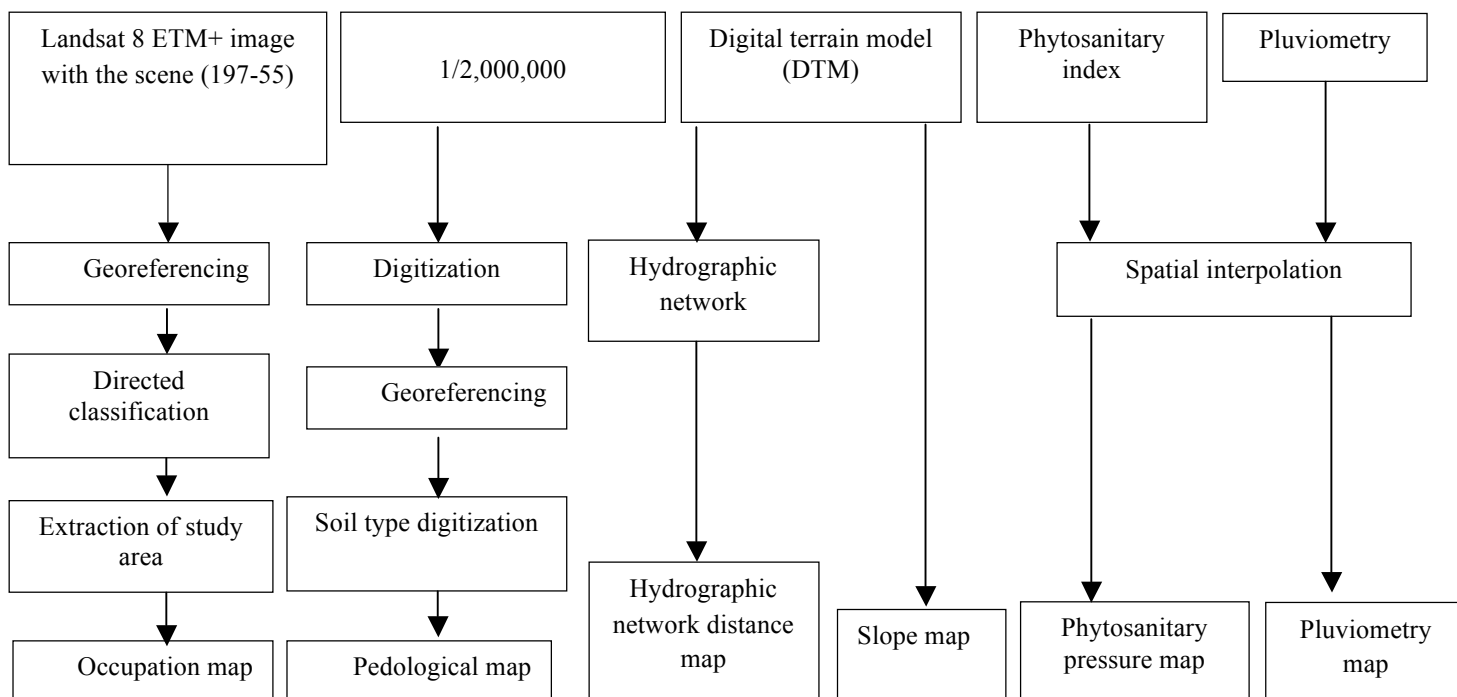 Landsat 8 ETM+ image
with the scene (197-55)
1/2,000,000
Digital terrain model
(DTM)
Phytosanitary
index
Pluviometry
Georeferencing
Digitization
Hydrographic
network
Spatial interpolation
Directed
classification
Georeferencing
Extraction of study
area
Soil type digitization
Hydrographic
network distance
map
Slope map
Phytosanitary
pressure map
Pluviometry
map
Occupation map
Pedological map